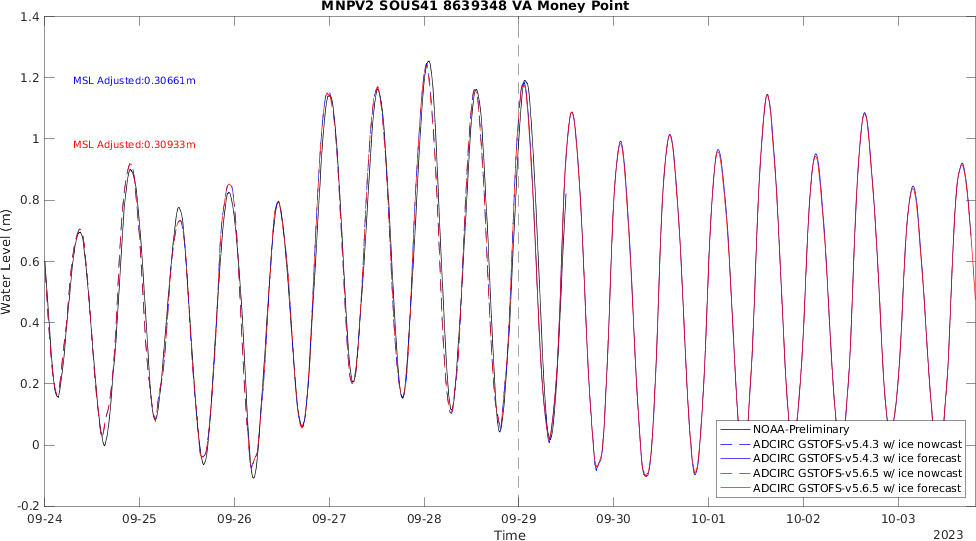 MNPV2 SOUS41 8639348 VA Money Point
1.4
1.2
1
0.8
0.6
0.4
0.2
0
-0.2
Water Level (m)
MSL Adjusted:0.30661m
MSL Adjusted:0.30933m
NOAA-Preliminary
ADCIRC GSTOFS-v5.4.3 w/ ice nowcast
ADCIRC GSTOFS-v5.4.3 w/ ice forecast
ADCIRC GSTOFS-v5.6.5 w/ ice nowcast
ADCIRC GSTOFS-v5.6.5 w/ ice forecast
09-24 09-25 09-26 09-27 09-28 09-29 09-30 10-01 10-02 10-03
Time
2023